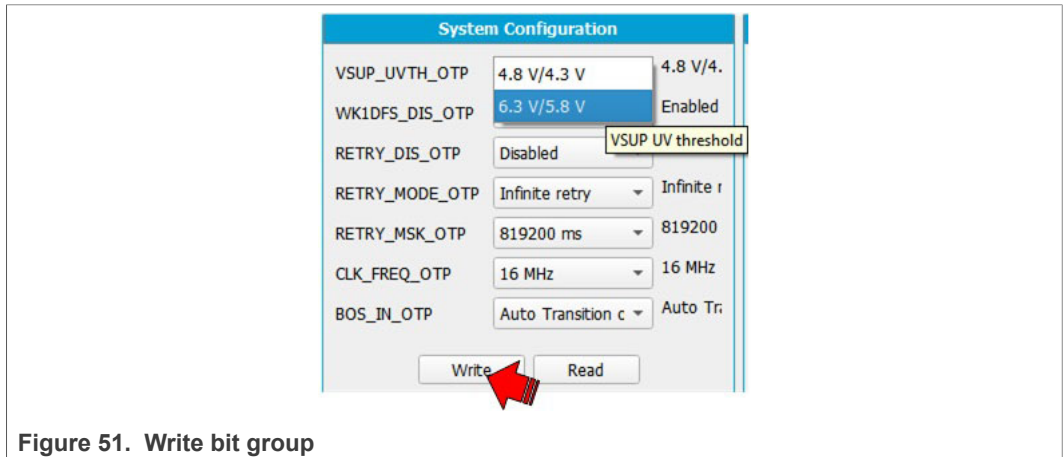 System Configuration
VSUP_UVTH_OTP 4.8 V/4.3 V 4.8 V/4.
WK1DFS_DIS_OTP 6.3 V/5.8 V Enabled
VSUP UV threshold
RETRY_DIS_OTP Disabled
RETRY_MODE_OTP Infinite retry Infinite r
RETRY_MSK_OTP 819200 ms 819200
CLK_FREQ_OTP 16 MHz 16 MHz
BOS_IN_OTP Auto Transition c Auto Tra
Write Read
Figure 51. Write bit group